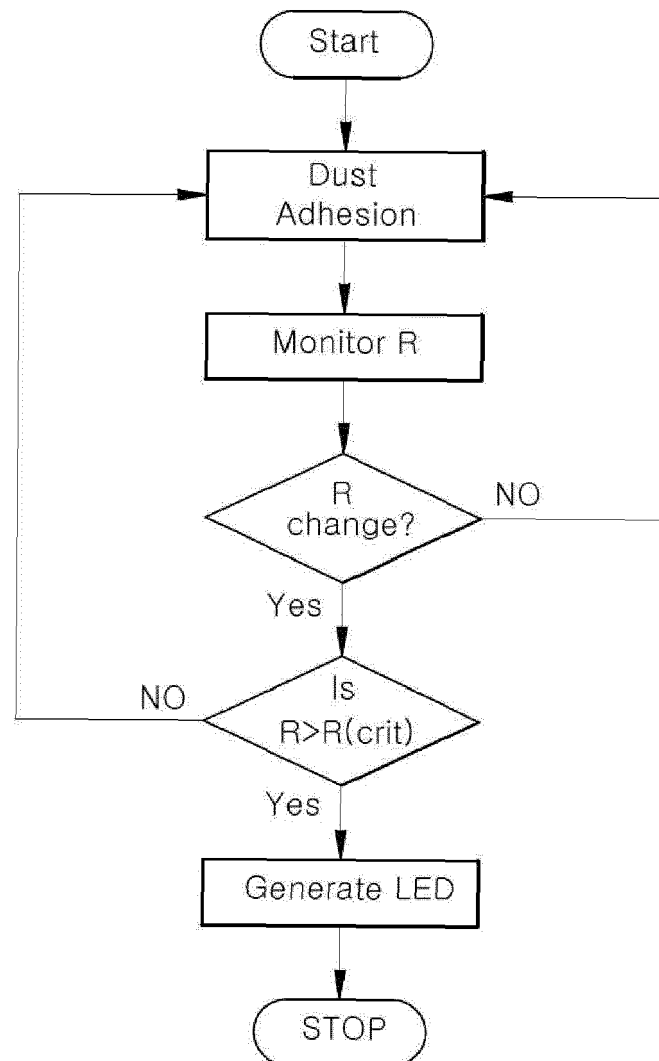 Start
Dust
Adhesion
Monitor R
R
change?
NO
Yes
Is
R>R(crit)
NO
Yes
Generate LED
STOP